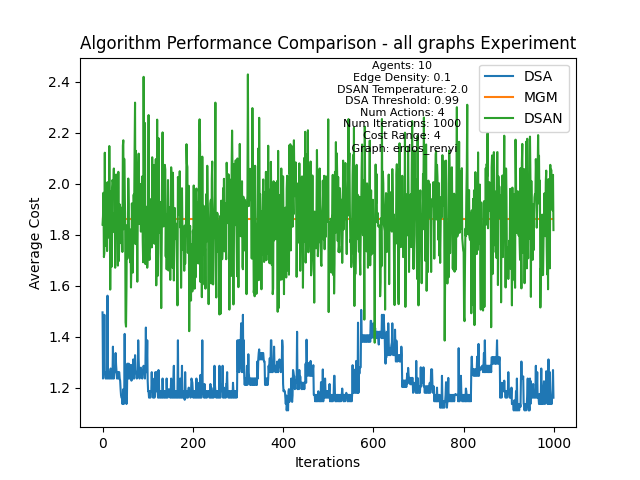 Algorithm Performance Comparison - all graphs Experiment
Agents: 10
Edge Density: 0.1
DSAN Temperature: 2.0
DSA Threshold: 0.99
Num Actions: 4
Num Iterations: 1000
Cost Range: 4
Graph: erdos_renyi
DSA
MGM
DSAN
2.4
2.2
2.0
1.8
1.6
1.4
1.2
Average Cost
0
200
400
600
800
1000
Iterations